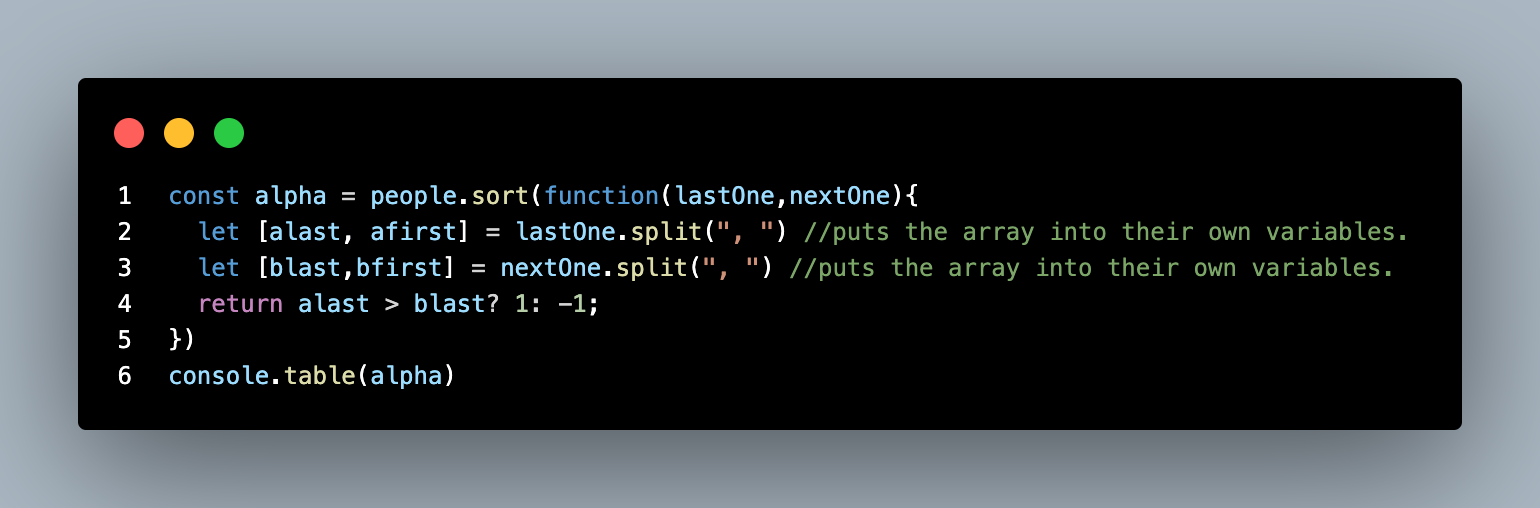 1 const alpha = people.sort(function(lastOne,nextOne){
2   let [alast, afirst] = lastOne.split(", ") //puts the array into their own variables.
3   let [blast,bfirst] = nextOne.split(", ") //puts the array into their own variables.
4   return alast > blast? 1: -1;
5 })
6 console.table(alpha)